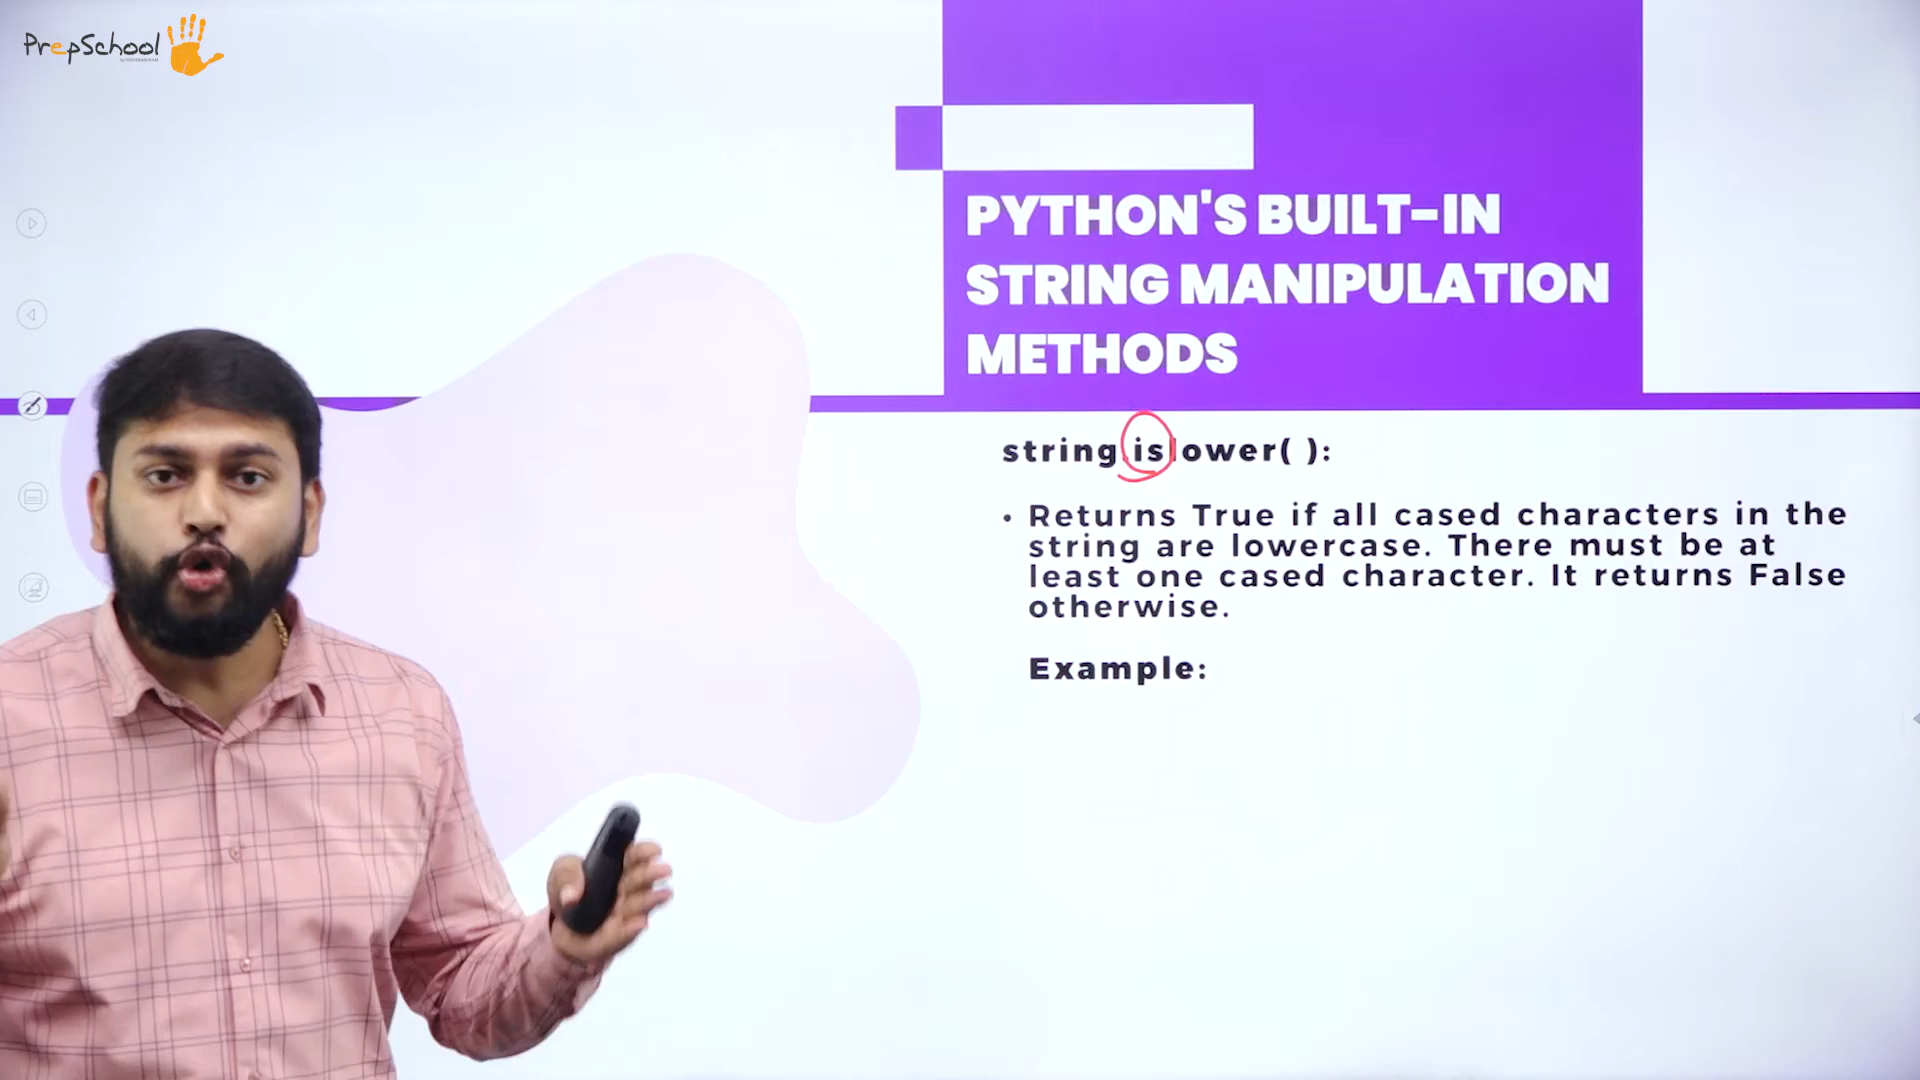 PrepSchool
PYTHON'S BUILT-IN
STRING MANIPULATION
METHODS
string.islower( ):
• Returns True if all cased characters in the
string are lowercase. There must be at
least one cased character. It returns False
otherwise.
Example: